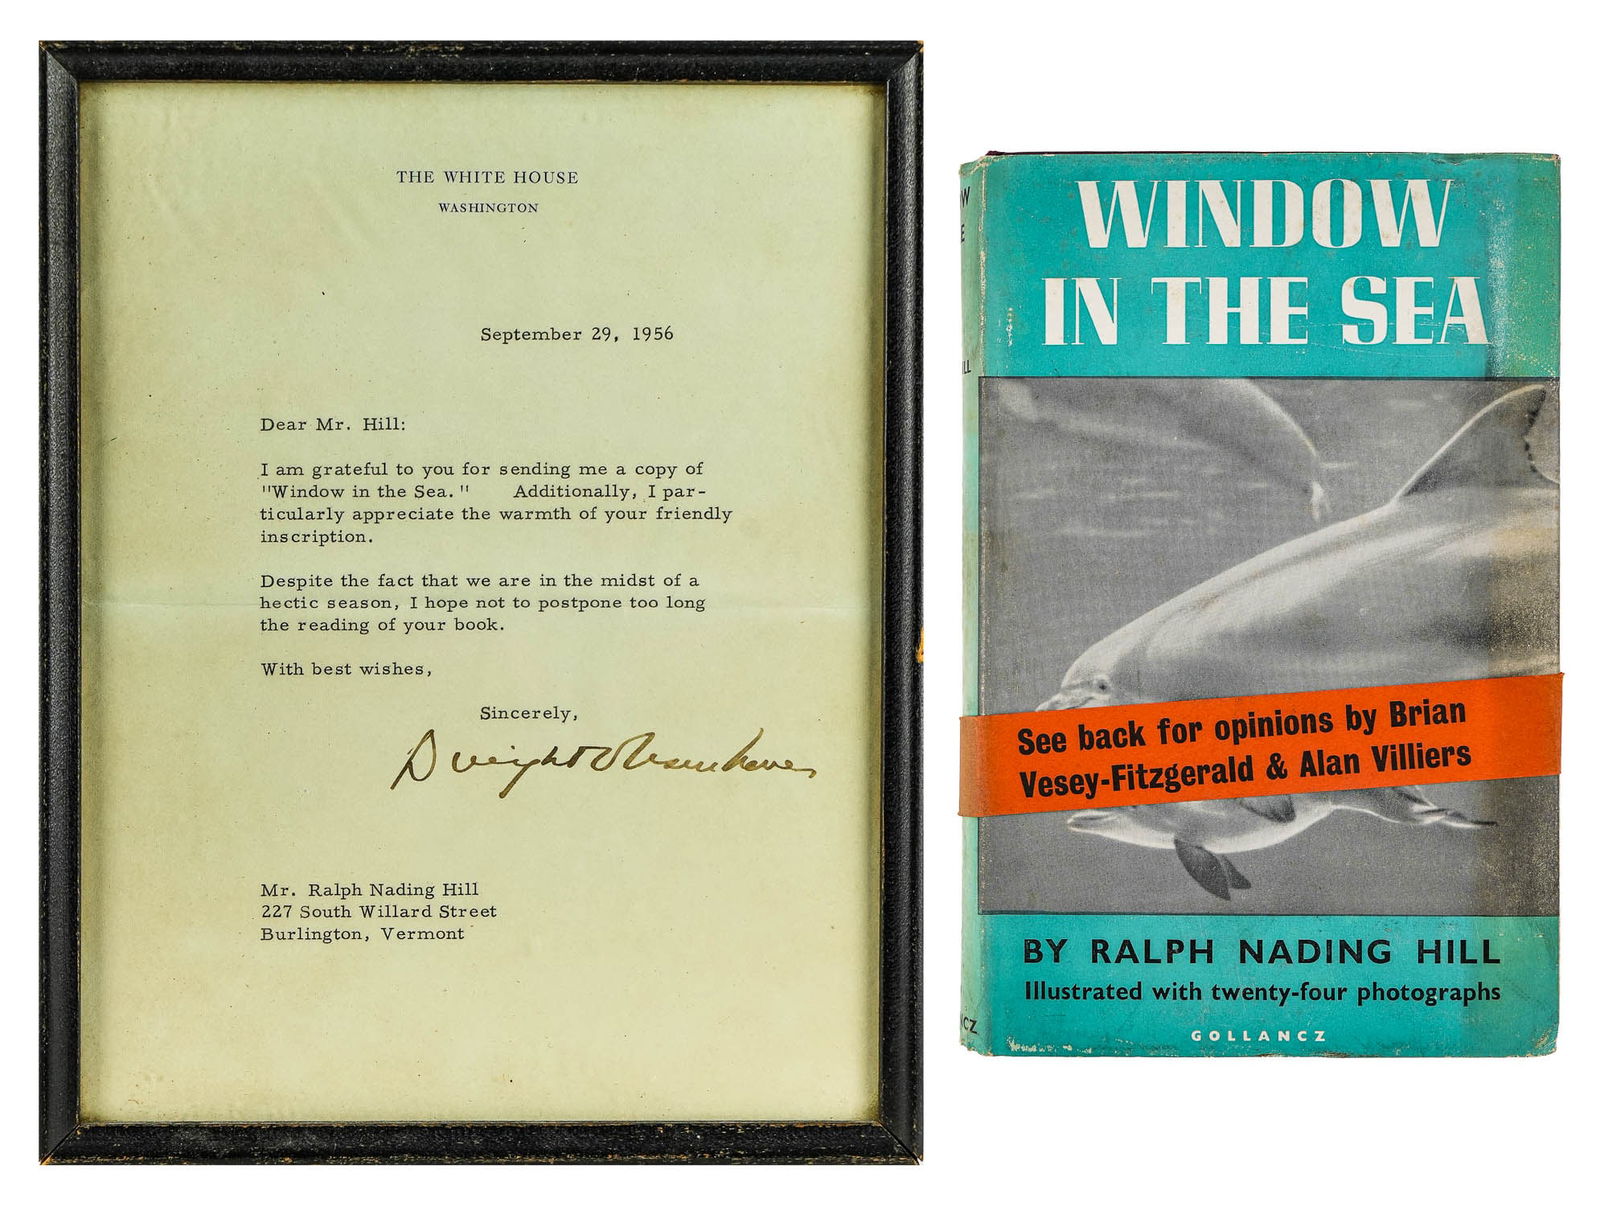 THE WHITE HOUSE
WASHINGTON
September 29, 1956
Dear Mr. Hill:
I am grateful to you for sending me a copy of
"Window in the Sea." Additionally, I par-
ticularly appreciate the warmth of your friendly
inscription.
Despite the fact that we are in the midst of a
hectic season, I hope not to postpone too long
the reading of your book.
With best wishes,
Sincerely,
Dwight D Eisenhower
Mr. Ralph Nading Hill
227 South Willard Street
Burlington, Vermont
WINDOW
IN THE SEA
See back for opinions by Brian
Vesey-Fitzgerald & Alan Villiers
BY RALPH NADING HILL
Illustrated with twenty-four photographs
GOLLANCZ
W
E
ILL
CZ